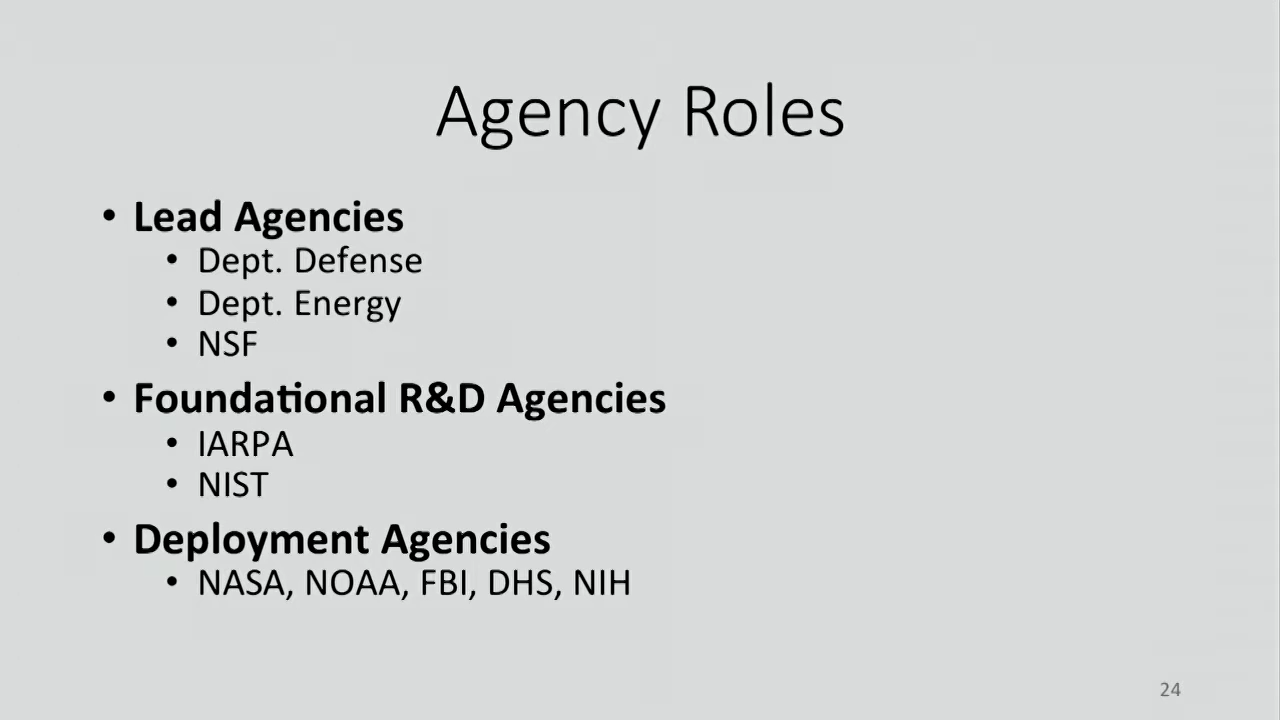 Agency Roles
• Lead Agencies
• Dept. Defense
• Dept. Energy
• NSF
• Foundational R&D Agencies
• IARPA
• NIST
• Deployment Agencies
• NASA, NOAA, FBI, DHS, NIH
24